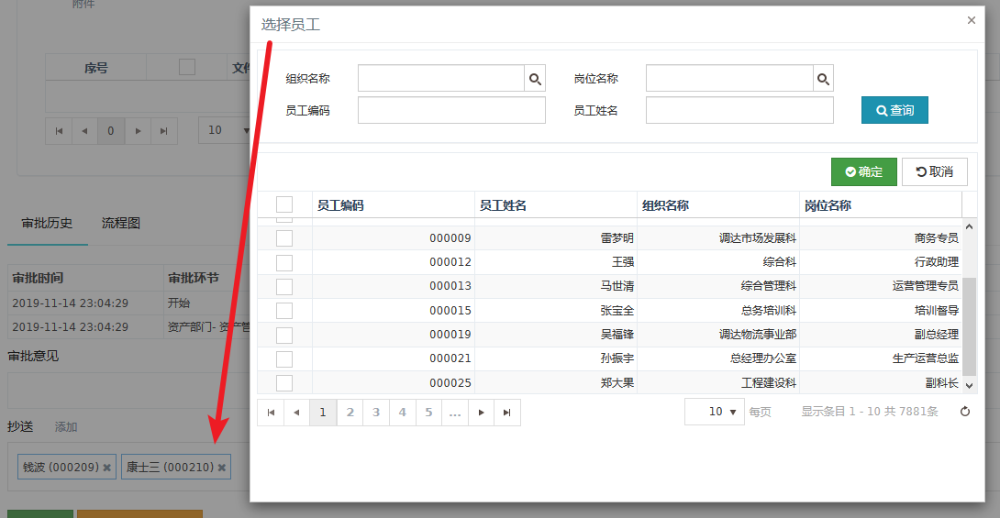 附件
序号
文件
0
10
审批历史 流程图
审批时间 审批环节
2019-11-14 23:04:29 开始
2019-11-14 23:04:29 资产部门- 资产管
审批意见
抄送 添加
钱波 (000209) × 康士三 (000210) ×
选择员工 ×
组织名称 岗位名称
员工编码 员工姓名 查询
确定 取消
员工编码 员工姓名 组织名称 岗位名称
000009 雷梦明 调达市场发展科 商务专员
000012 王强 综合科 行政助理
000013 马世清 综合管理科 运营管理专员
000015 张宝全 总务培训科 培训督导
000019 吴福锋 调达物流事业部 副总经理
000021 孙振宇 总经理办公室 生产运营总监
000025 郑大果 工程建设科 副科长
1 2 3 4 5 ... 10 每页 显示条目 1 - 10 共 7881条